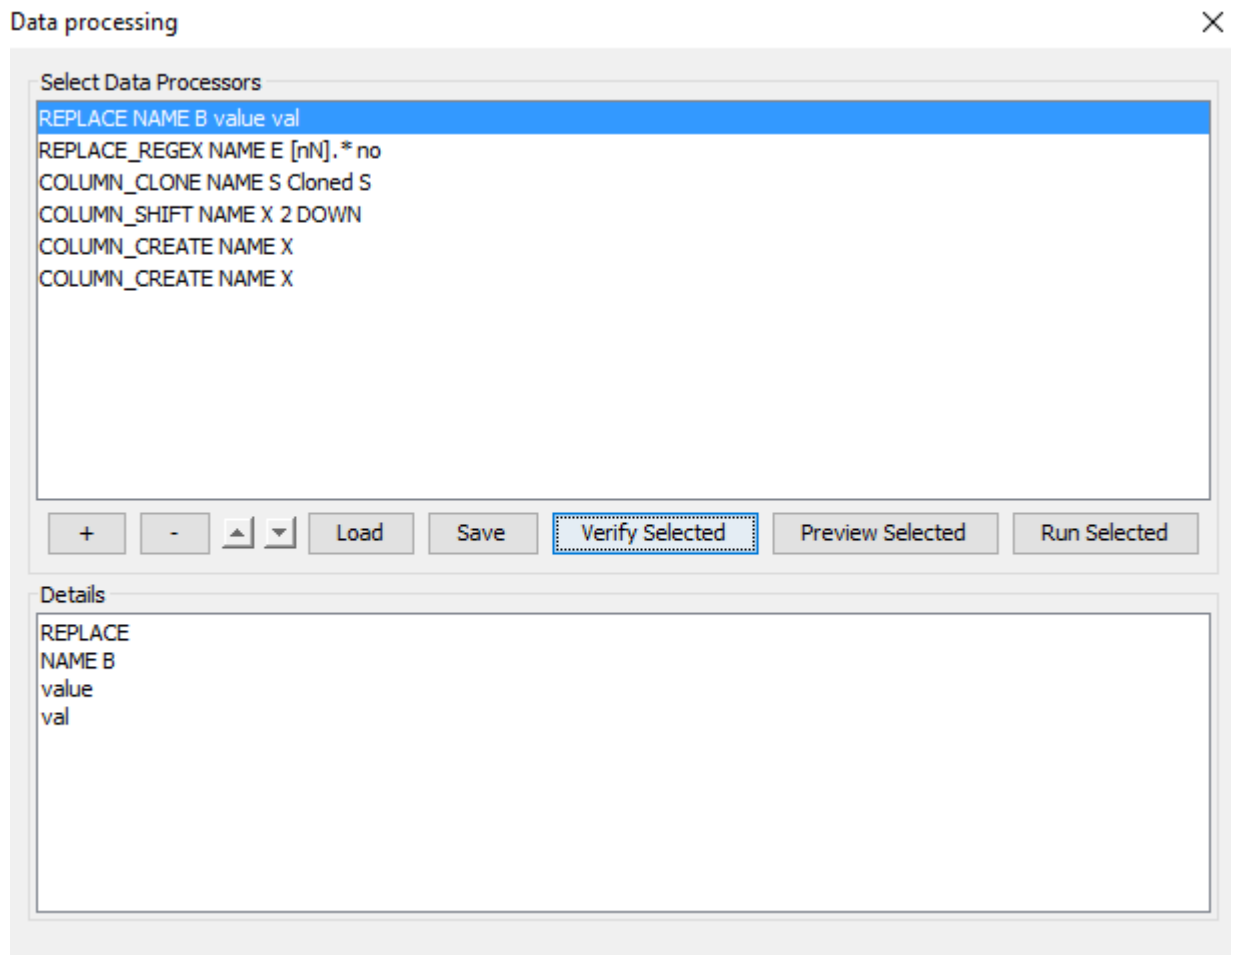 Data processing
Select Data Processors
REPLACE NAME B value val
REPLACE_REGEX NAME E [nN].* no
COLUMN_CLONE NAME S Cloned S
COLUMN_SHIFT NAME X 2 DOWN
COLUMN_CREATE NAME X
COLUMN_CREATE NAME X
+ - Load Save Verify Selected Preview Selected Run Selected
Details
REPLACE
NAME B
value
val